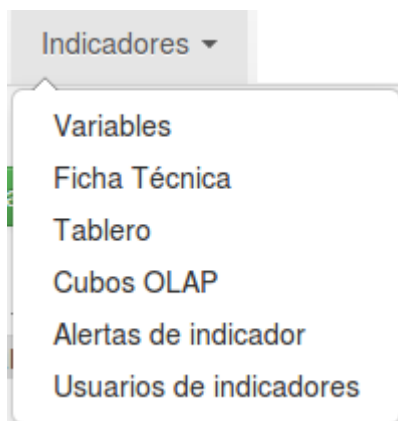 Indicadores
Variables
Ficha Técnica
Tablero
Cubos OLAP
Alertas de indicador
Usuarios de indicadores